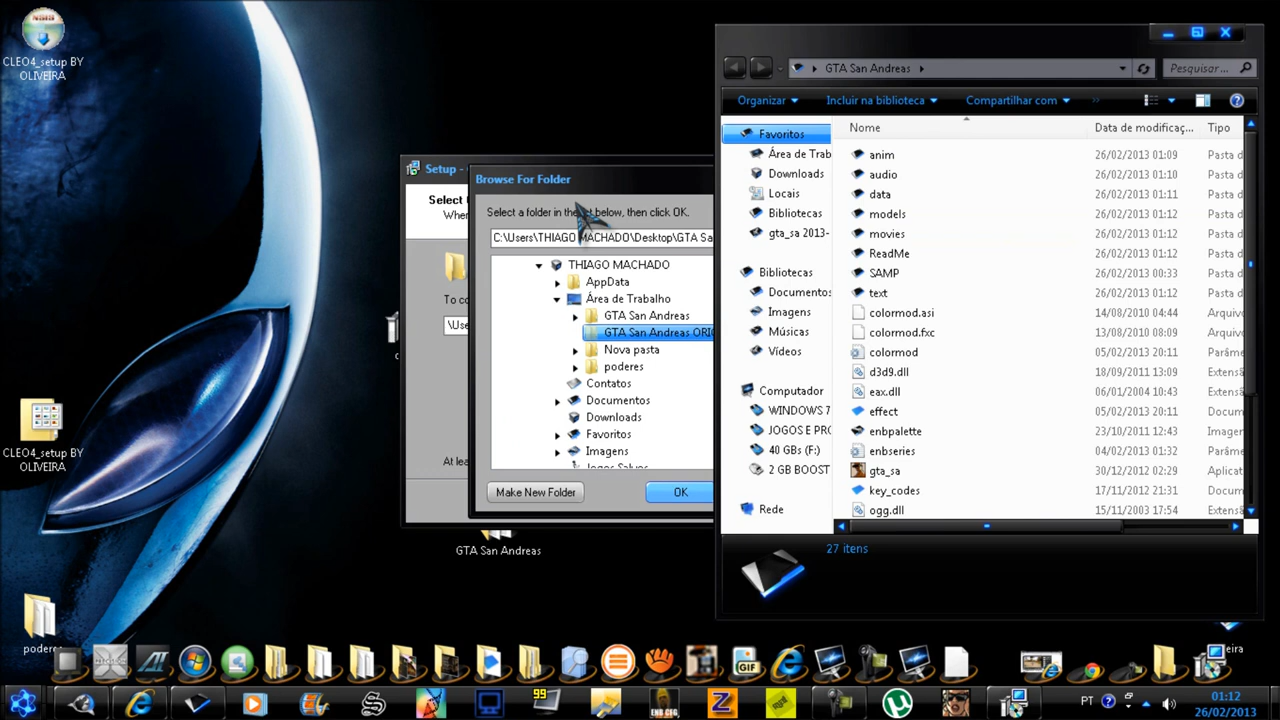 CLEO4_setup BY
OLIVEIRA
CLEO4_setup BY
OLIVEIRA
GTA San Andreas
Setup -
Select
Browse For Folder
Select a folder in the list below, then click OK.
C:\Users\THIAGO MACHADO\Desktop\GTA Sa
THIAGO MACHADO
AppData
Área de Trabalho
GTA San Andreas
GTA San Andreas ORI
Nova pasta
poderes
Contatos
Documentos
Downloads
Favoritos
Imagens
Jogos Salvos
Make New Folder
OK
To co
\Use
At lea
GTA San Andreas
Pesquisar...
Organizar
Incluir na biblioteca
Compartilhar com
»
Favoritos
Área de Trab
Downloads
Locais
Bibliotecas
gta_sa 2013-
Bibliotecas
Documentos
Imagens
Músicas
Vídeos
Computador
WINDOWS 7
JOGOS E PRO
40 GBs (F:)
2 GB BOOST
Rede
Nome Data de modificaç... Tipo
anim 26/02/2013 01:09 Pasta d
audio 26/02/2013 01:10 Pasta d
data 26/02/2013 01:11 Pasta d
models 26/02/2013 01:12 Pasta d
movies 26/02/2013 01:12 Pasta d
ReadMe 26/02/2013 01:12 Pasta d
SAMP 26/02/2013 00:33 Pasta d
text 26/02/2013 01:12 Pasta d
colormod.asi 14/08/2010 04:44 Arquivo
colormod.fxc 13/08/2010 08:09 Arquivo
colormod 05/02/2013 20:11 Parâme
d3d9.dll 18/09/2011 13:09 Extensã
eax.dll 06/01/2004 10:43 Extensã
effect 05/02/2013 20:11 Docum
enbpalette 23/10/2011 12:43 Imagen
enbseries 04/02/2013 01:32 Parâme
gta_sa 30/12/2012 02:29 Aplicat
key_codes 17/11/2012 21:31 Docum
ogg.dll 15/11/2003 17:54 Extensã
27 itens
poderes
eira
GIF
99
ENB CFG
PT
01:12
26/02/2013